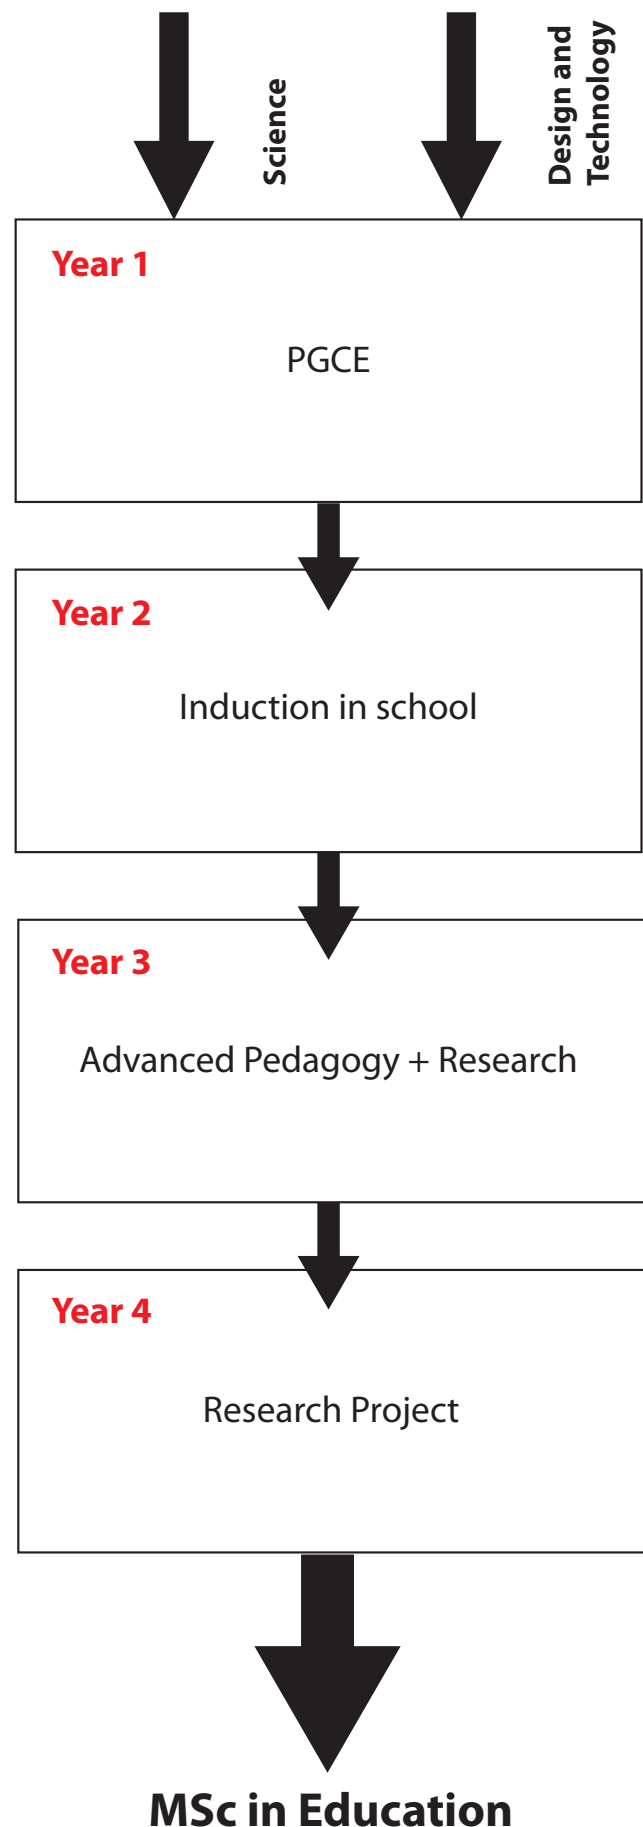 Science
Design and
Technology
Year 1
PGCE
Year 2
Induction in school
Year 3
Advanced Pedagogy + Research
Year 4
Research Project
MSc in Education